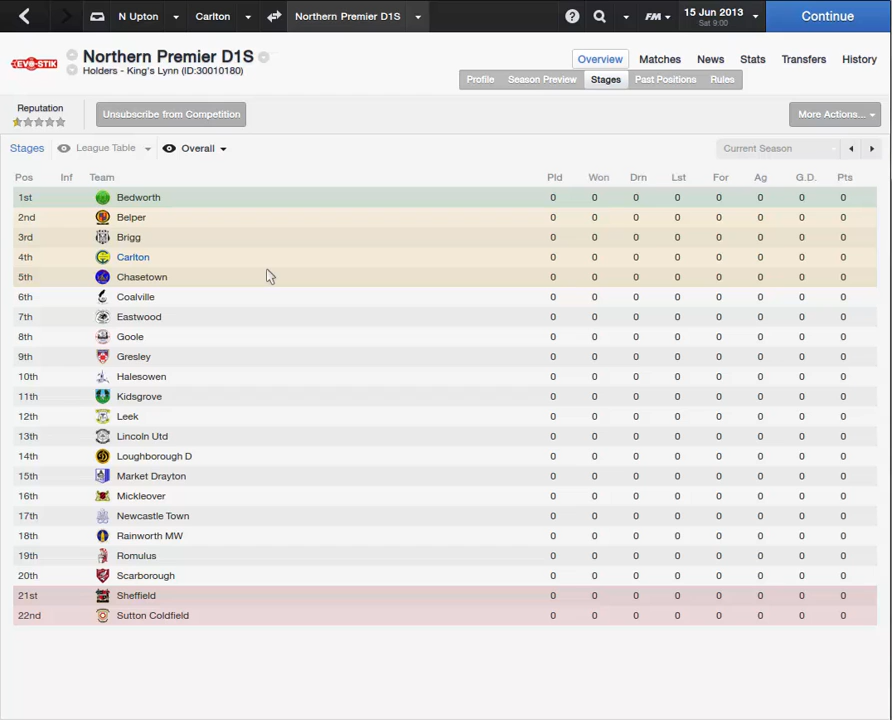 N Upton Carlton Northern Premier D1S ? FM 15 Jun 2013 Sat 9:00 Continue
EVO-STIK Northern Premier D1S
Holders - King's Lynn (ID:30010180)
Overview Matches News Stats Transfers History
Profile Season Preview Stages Past Positions Rules
Reputation Unsubscribe from Competition More Actions...
Stages League Table Overall Current Season
Pos Inf Team Pld Won Drn Lst For Ag G.D. Pts
1st Bedworth 0 0 0 0 0 0 0 0
2nd Belper 0 0 0 0 0 0 0 0
3rd Brigg 0 0 0 0 0 0 0 0
4th Carlton 0 0 0 0 0 0 0 0
5th Chasetown 0 0 0 0 0 0 0 0
6th Coalville 0 0 0 0 0 0 0 0
7th Eastwood 0 0 0 0 0 0 0 0
8th Goole 0 0 0 0 0 0 0 0
9th Gresley 0 0 0 0 0 0 0 0
10th Halesowen 0 0 0 0 0 0 0 0
11th Kidsgrove 0 0 0 0 0 0 0 0
12th Leek 0 0 0 0 0 0 0 0
13th Lincoln Utd 0 0 0 0 0 0 0 0
14th Loughborough D 0 0 0 0 0 0 0 0
15th Market Drayton 0 0 0 0 0 0 0 0
16th Mickleover 0 0 0 0 0 0 0 0
17th Newcastle Town 0 0 0 0 0 0 0 0
18th Rainworth MW 0 0 0 0 0 0 0 0
19th Romulus 0 0 0 0 0 0 0 0
20th Scarborough 0 0 0 0 0 0 0 0
21st Sheffield 0 0 0 0 0 0 0 0
22nd Sutton Coldfield 0 0 0 0 0 0 0 0